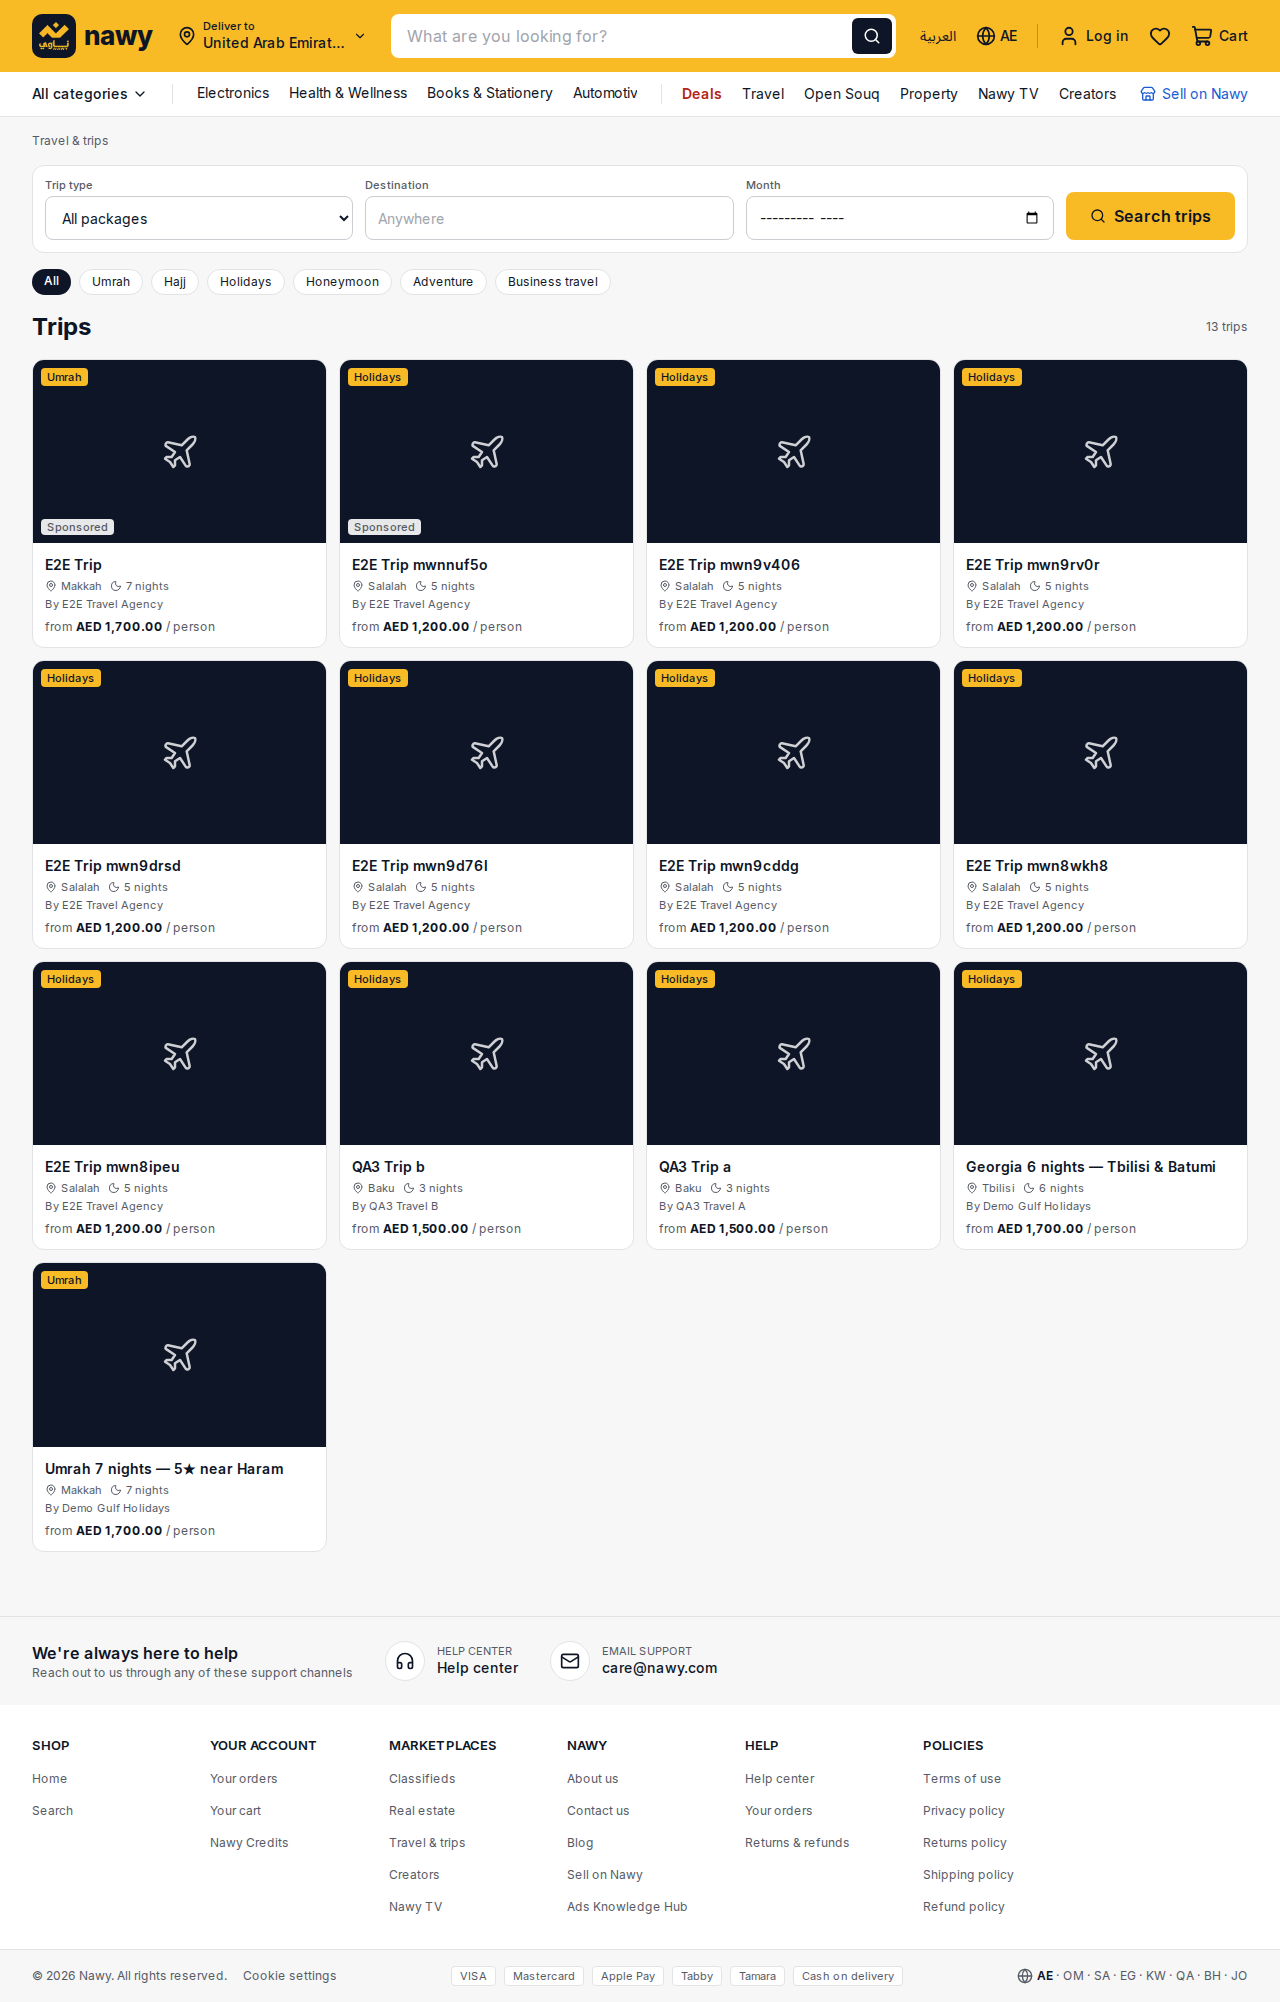 نـــاوي
NAWY
nawy
Deliver to
United Arab Emirat...
What are you looking for?
العربية
AE
Log in
Cart
All categories
Electronics
Health & Wellness
Books & Stationery
Automotiv
Deals
Travel
Open Souq
Property
Nawy TV
Creators
Sell on Nawy
Travel & trips
Trip type
Destination
Month
All packages
Anywhere
--------- ----
Search trips
All
Umrah
Hajj
Holidays
Honeymoon
Adventure
Business travel
Trips
13 trips
Umrah
Sponsored
E2E Trip
Makkah 7 nights
By E2E Travel Agency
from AED 1,700.00 / person
Holidays
Sponsored
E2E Trip mwnnuf5o
Salalah 5 nights
By E2E Travel Agency
from AED 1,200.00 / person
Holidays
E2E Trip mwn9v406
Salalah 5 nights
By E2E Travel Agency
from AED 1,200.00 / person
Holidays
E2E Trip mwn9rv0r
Salalah 5 nights
By E2E Travel Agency
from AED 1,200.00 / person
Holidays
E2E Trip mwn9drsd
Salalah 5 nights
By E2E Travel Agency
from AED 1,200.00 / person
Holidays
E2E Trip mwn9d76l
Salalah 5 nights
By E2E Travel Agency
from AED 1,200.00 / person
Holidays
E2E Trip mwn9cddg
Salalah 5 nights
By E2E Travel Agency
from AED 1,200.00 / person
Holidays
E2E Trip mwn8wkh8
Salalah 5 nights
By E2E Travel Agency
from AED 1,200.00 / person
Holidays
E2E Trip mwn8ipeu
Salalah 5 nights
By E2E Travel Agency
from AED 1,200.00 / person
Holidays
QA3 Trip b
Baku 3 nights
By QA3 Travel B
from AED 1,500.00 / person
Holidays
QA3 Trip a
Baku 3 nights
By QA3 Travel A
from AED 1,500.00 / person
Holidays
Georgia 6 nights — Tbilisi & Batumi
Tbilisi 6 nights
By Demo Gulf Holidays
from AED 1,700.00 / person
Umrah
Umrah 7 nights — 5★ near Haram
Makkah 7 nights
By Demo Gulf Holidays
from AED 1,700.00 / person
We're always here to help
Reach out to us through any of these support channels
HELP CENTER
Help center
EMAIL SUPPORT
care@nawy.com
SHOP
Home
Search
YOUR ACCOUNT
Your orders
Your cart
Nawy Credits
MARKETPLACES
Classifieds
Real estate
Travel & trips
Creators
Nawy TV
NAWY
About us
Contact us
Blog
Sell on Nawy
Ads Knowledge Hub
HELP
Help center
Your orders
Returns & refunds
POLICIES
Terms of use
Privacy policy
Returns policy
Shipping policy
Refund policy
© 2026 Nawy. All rights reserved.
Cookie settings
VISA
Mastercard
Apple Pay
Tabby
Tamara
Cash on delivery
AE · OM · SA · EG · KW · QA · BH · JO